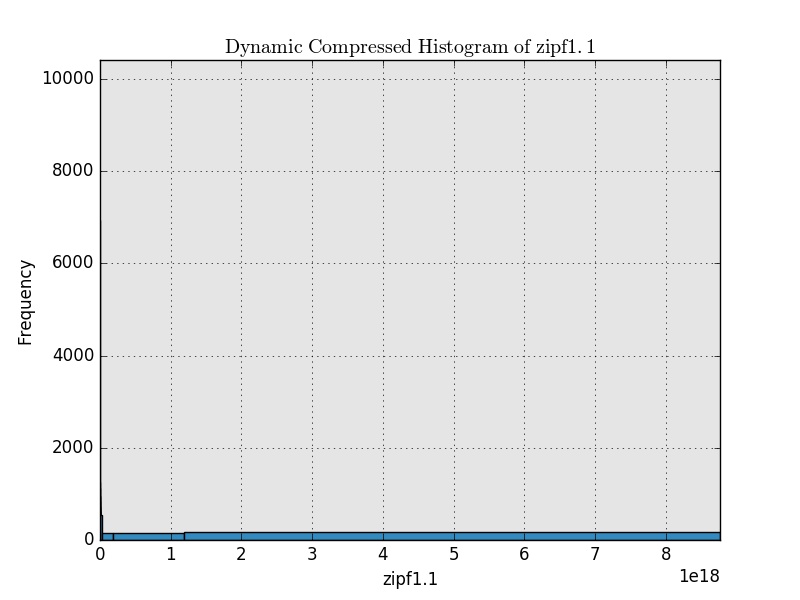 Dynamic Compressed Histogram of zipf1.1
10000
8000
6000
4000
2000
0
Frequency
0 1 2 3 4 5 6 7 8
1e18
zipf1.1